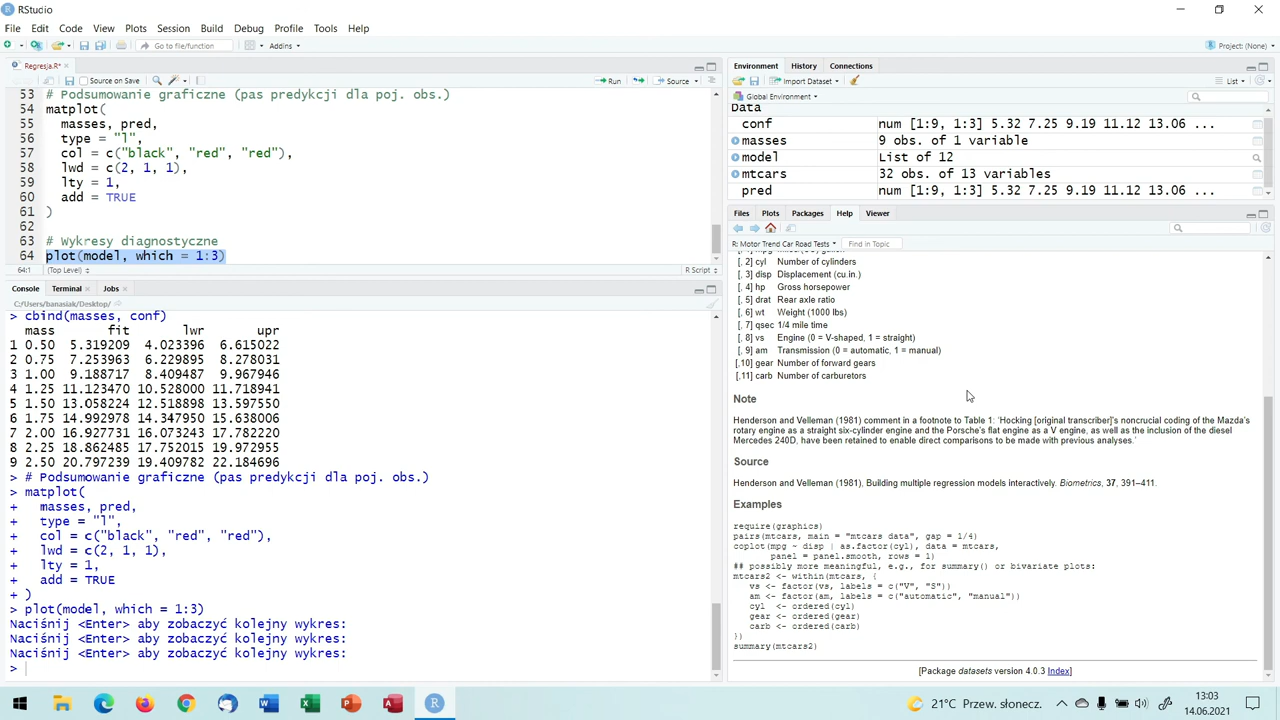 RStudio
File Edit Code View Plots Session Build Debug Profile Tools Help
Go to file/function Addins Project: (None)
Regresja.R*
Source on Save Run Source
53 # Podsumowanie graficzne (pas predykcji dla poj. obs.)
54 matplot(
55 masses, pred,
56 type = "l",
57 col = c("black", "red", "red"),
58 lwd = c(2, 1, 1),
59 lty = 1,
60 add = TRUE
61 )
62
63 # Wykresy diagnostyczne
64 plot(model, which = 1:3)
64:1 (Top Level) R Script
Console Terminal Jobs
C:/Users/banasiak/Desktop/
> cbind(masses, conf)
mass fit lwr upr
1 0.50 5.319209 4.023396 6.615022
2 0.75 7.253963 6.229896 8.278031
3 1.00 9.188717 8.409487 9.967946
4 1.25 11.123470 10.528000 11.718941
5 1.50 13.058224 12.518898 13.597550
6 1.75 14.992978 14.347950 15.638006
7 2.00 16.927731 16.073243 17.782220
8 2.25 18.862485 17.752015 19.972955
9 2.50 20.797239 19.409782 22.184696
> # Podsumowanie graficzne (pas predykcji dla poj. obs.)
> matplot(
+ masses, pred,
+ type = "l",
+ col = c("black", "red", "red"),
+ lwd = c(2, 1, 1),
+ lty = 1,
+ add = TRUE
+ )
> plot(model, which = 1:3)
Naciśnij <Enter> aby zobaczyć kolejny wykres:
Naciśnij <Enter> aby zobaczyć kolejny wykres:
Naciśnij <Enter> aby zobaczyć kolejny wykres:
>
Environment History Connections
Import Dataset List
Global Environment
Data
conf num [1:9, 1:3] 5.32 7.25 9.19 11.12 13.06 ...
masses 9 obs. of 1 variable
model List of 12
mtcars 32 obs. of 13 variables
pred num [1:9, 1:3] 5.32 7.25 9.19 11.12 13.06 ...
Files Plots Packages Help Viewer
R: Motor Trend Car Road Tests Find in Topic
[, 2] cyl Number of cylinders
[, 3] disp Displacement (cu.in.)
[, 4] hp Gross horsepower
[, 5] drat Rear axle ratio
[, 6] wt Weight (1000 lbs)
[, 7] qsec 1/4 mile time
[, 8] vs Engine (0 = V-shaped, 1 = straight)
[, 9] am Transmission (0 = automatic, 1 = manual)
[,10] gear Number of forward gears
[,11] carb Number of carburetors
Note
Henderson and Velleman (1981) comment in a footnote to Table 1: ‘Hocking [original transcriber]'s noncrucial coding of the Mazda's
rotary engine as a straight six-cylinder engine and the Porsche's flat engine as a V engine, as well as the inclusion of the diesel
Mercedes 240D, have been retained to enable direct comparisons to be made with previous analyses.’
Source
Henderson and Velleman (1981), Building multiple regression models interactively. Biometrics, 37, 391–411.
Examples
require(graphics)
pairs(mtcars, main = "mtcars data", gap = 1/4)
coplot(mpg ~ disp | as.factor(cyl), data = mtcars,
panel = panel.smooth, rows = 1)
## possibly more meaningful, e.g., for summary() or bivariate plots:
mtcars2 <- within(mtcars, {
vs <- factor(vs, labels = c("V", "S"))
am <- factor(am, labels = c("automatic", "manual"))
cyl <- ordered(cyl)
gear <- ordered(gear)
carb <- ordered(carb)
})
summary(mtcars2)
[Package datasets version 4.0.3 Index]
21°C Przew. słonecz. 13:03
14.06.2021